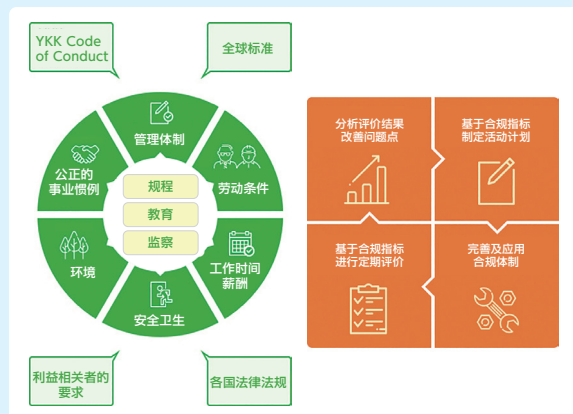 YKK Code
of Conduct
全球标准
管理体制
公正的
事业惯例
劳动条件
规程
教育
监察
环境
工作时间
薪酬
安全卫生
利益相关者的
要求
各国法律法规
分析评价结果
改善问题点
基于合规指标
制定活动计划
基于合规指标
进行定期评价
完善及应用
合规体制